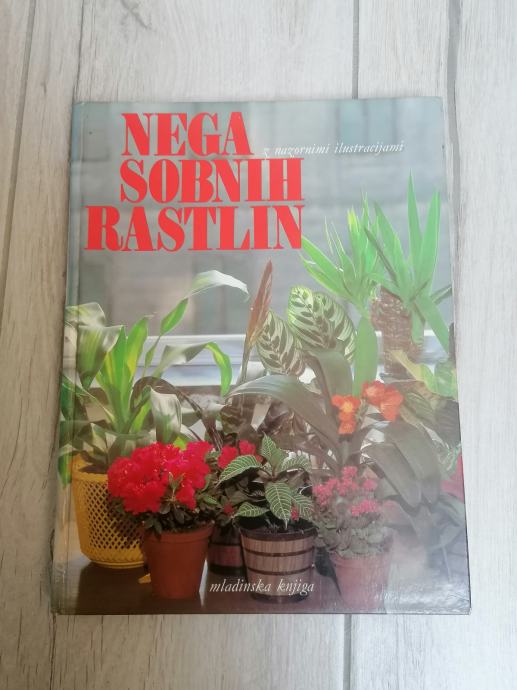 NEGA
z nazornimi ilustracijami
SOBNIH
RASTLIN
mladinska knjiga